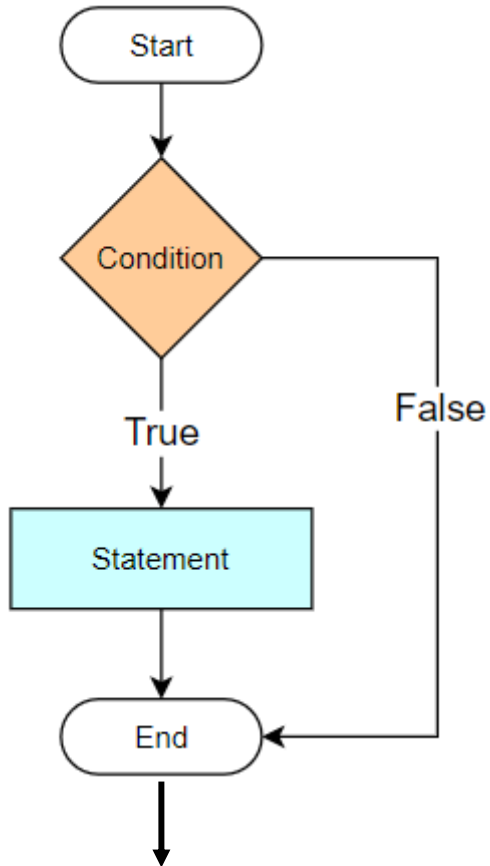 Start
Condition
False
True
Statement
End